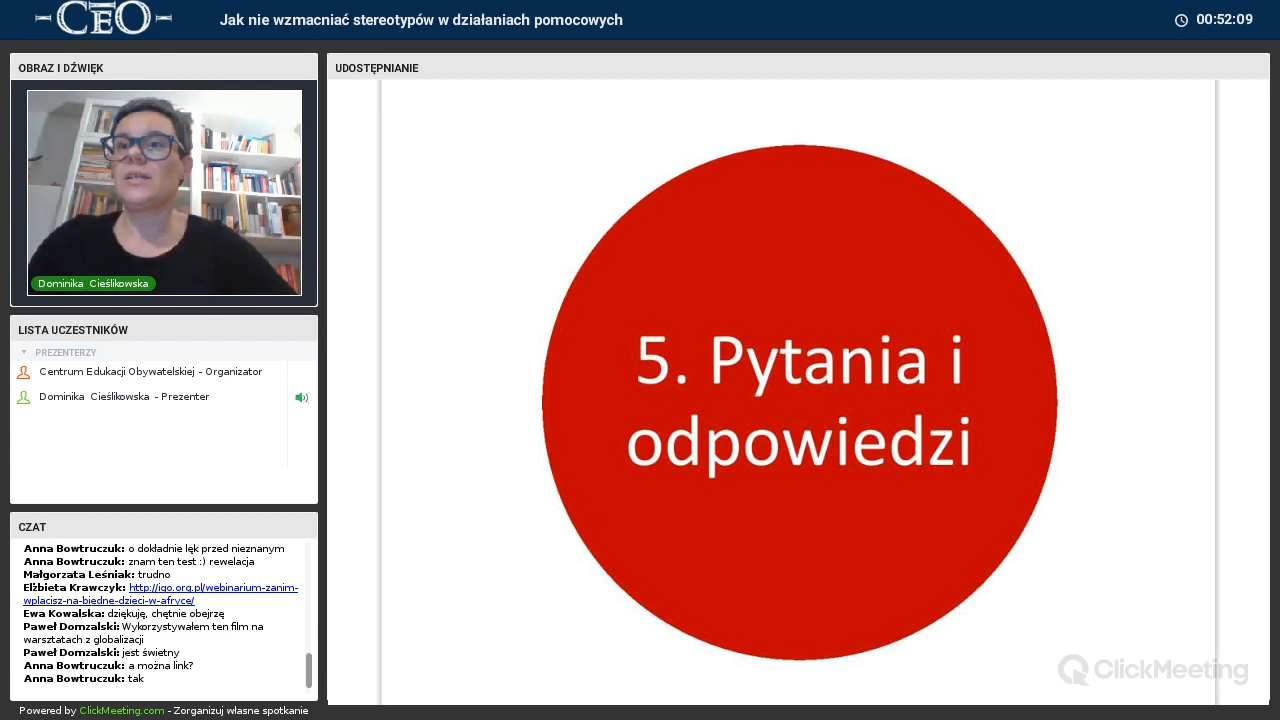 CEO
Jak nie wzmacniać stereotypów w działaniach pomocowych
00:52:09
OBRAZ I DŹWIĘK
Dominika Cieślikowska
LISTA UCZESTNIKÓW
PREZENTERZY
Centrum Edukacji Obywatelskiej - Organizator
Dominika Cieślikowska - Prezenter
CZAT
Anna Bowtruczuk: o dokładnie lęk przed nieznanym
Anna Bowtruczuk: znam ten test :) rewelacja
Małgorzata Leśniak: trudno
Elżbieta Krawczyk: http://igo.org.pl/webinarium-zanim-
wplacisz-na-biedne-dzieci-w-afryce/
Ewa Kowalska: dziękuję, chętnie obejrzę
Paweł Domzalski: Wykorzystywałem ten film na
warsztatach z globalizacji
Paweł Domzalski: jest świetny
Anna Bowtruczuk: a można link?
Anna Bowtruczuk: tak
Powered by ClickMeeting.com - Zorganizuj własne spotkanie
UDOSTĘPNIANIE
5. Pytania i
odpowiedzi
ClickMeeting